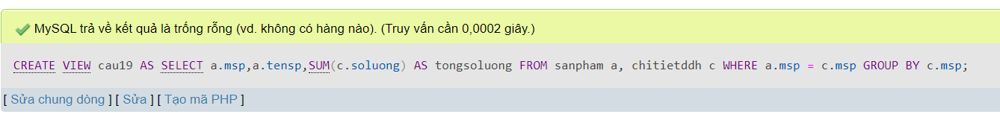 MySQL trả về kết quả là trống rỗng (vd. không có hàng nào). (Truy vấn cần 0,0002 giây.)
CREATE VIEW cau19 AS SELECT a.msp,a.tensp,SUM(c.soluong) AS tongsoluong FROM sanpham a, chitietddh c WHERE a.msp = c.msp GROUP BY c.msp;
[ Sửa chung dòng ] [ Sửa ] [ Tạo mã PHP ]